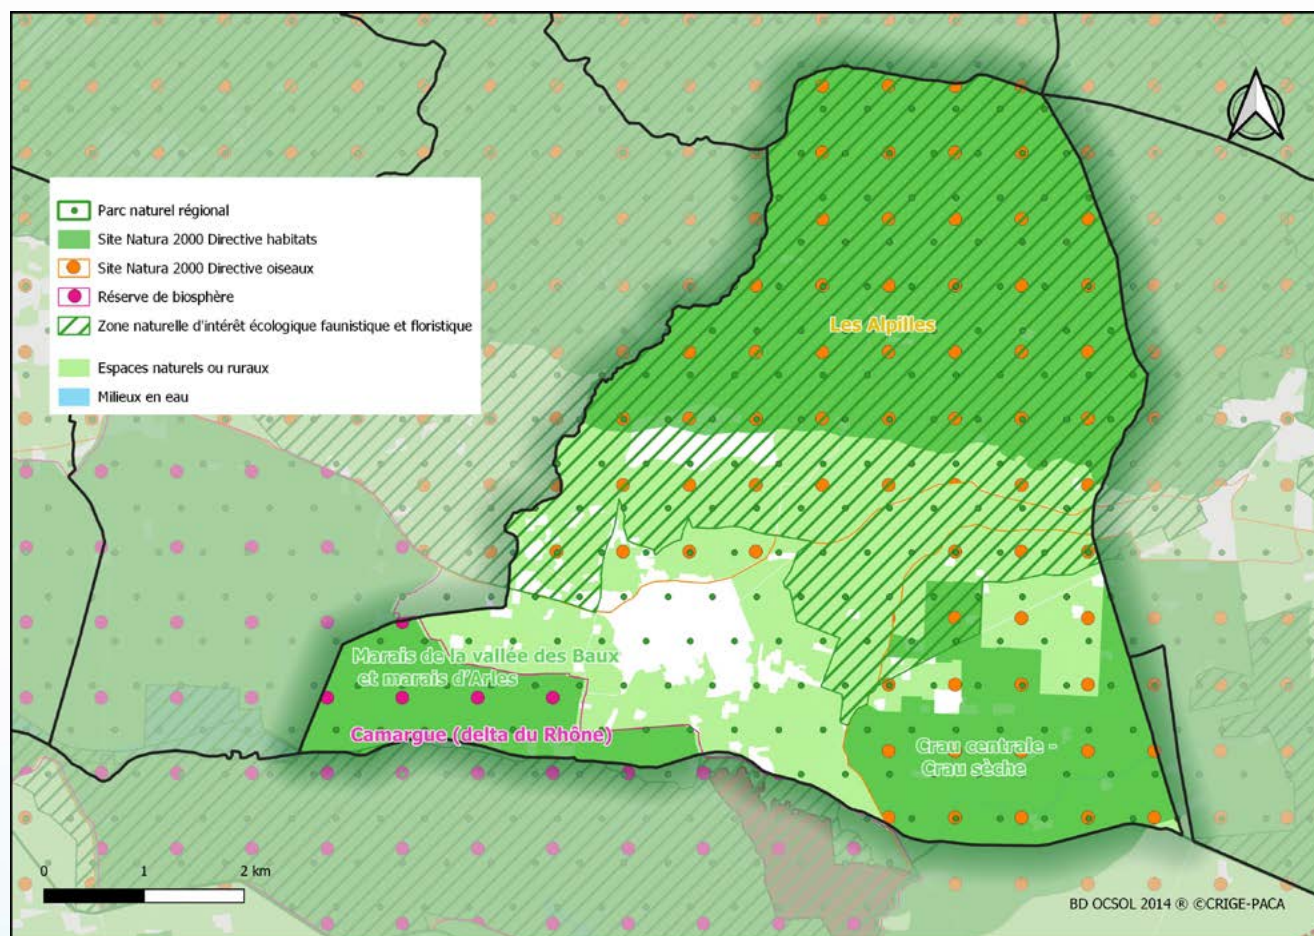 Parc naturel régional
Site Natura 2000 Directive habitats
Site Natura 2000 Directive oiseaux
Réserve de biosphère
Zone naturelle d'intérêt écologique faunistique et floristique
Espaces naturels ou ruraux
Milieux en eau
Les Alpilles
Marais de la vallée des Baux
et marais d'Arles
Camargue (delta du Rhône)
Crau centrale -
Crau sèche
0 1 2 km
BD OCSOL 2014 ® ©CRIGE-PACA